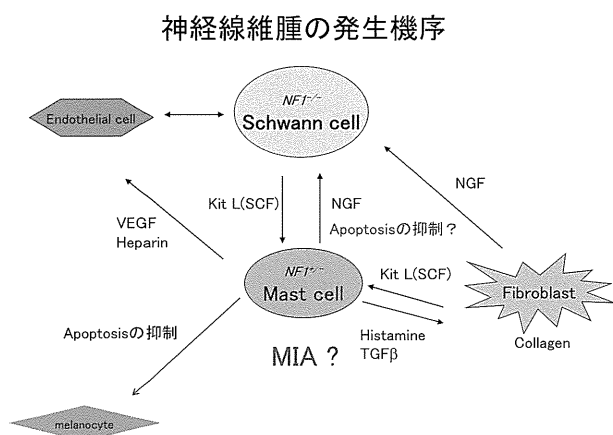 神経線維腫の発生機序
NF1-/-
Schwann cell
Endothelial cell
Kit L(SCF)
NGF
Apoptosisの抑制？
NGF
VEGF
Heparin
NF1+/-
Mast cell
Kit L(SCF)
Fibroblast
Collagen
Histamine
TGFβ
Apoptosisの抑制
MIA ?
melanocyte